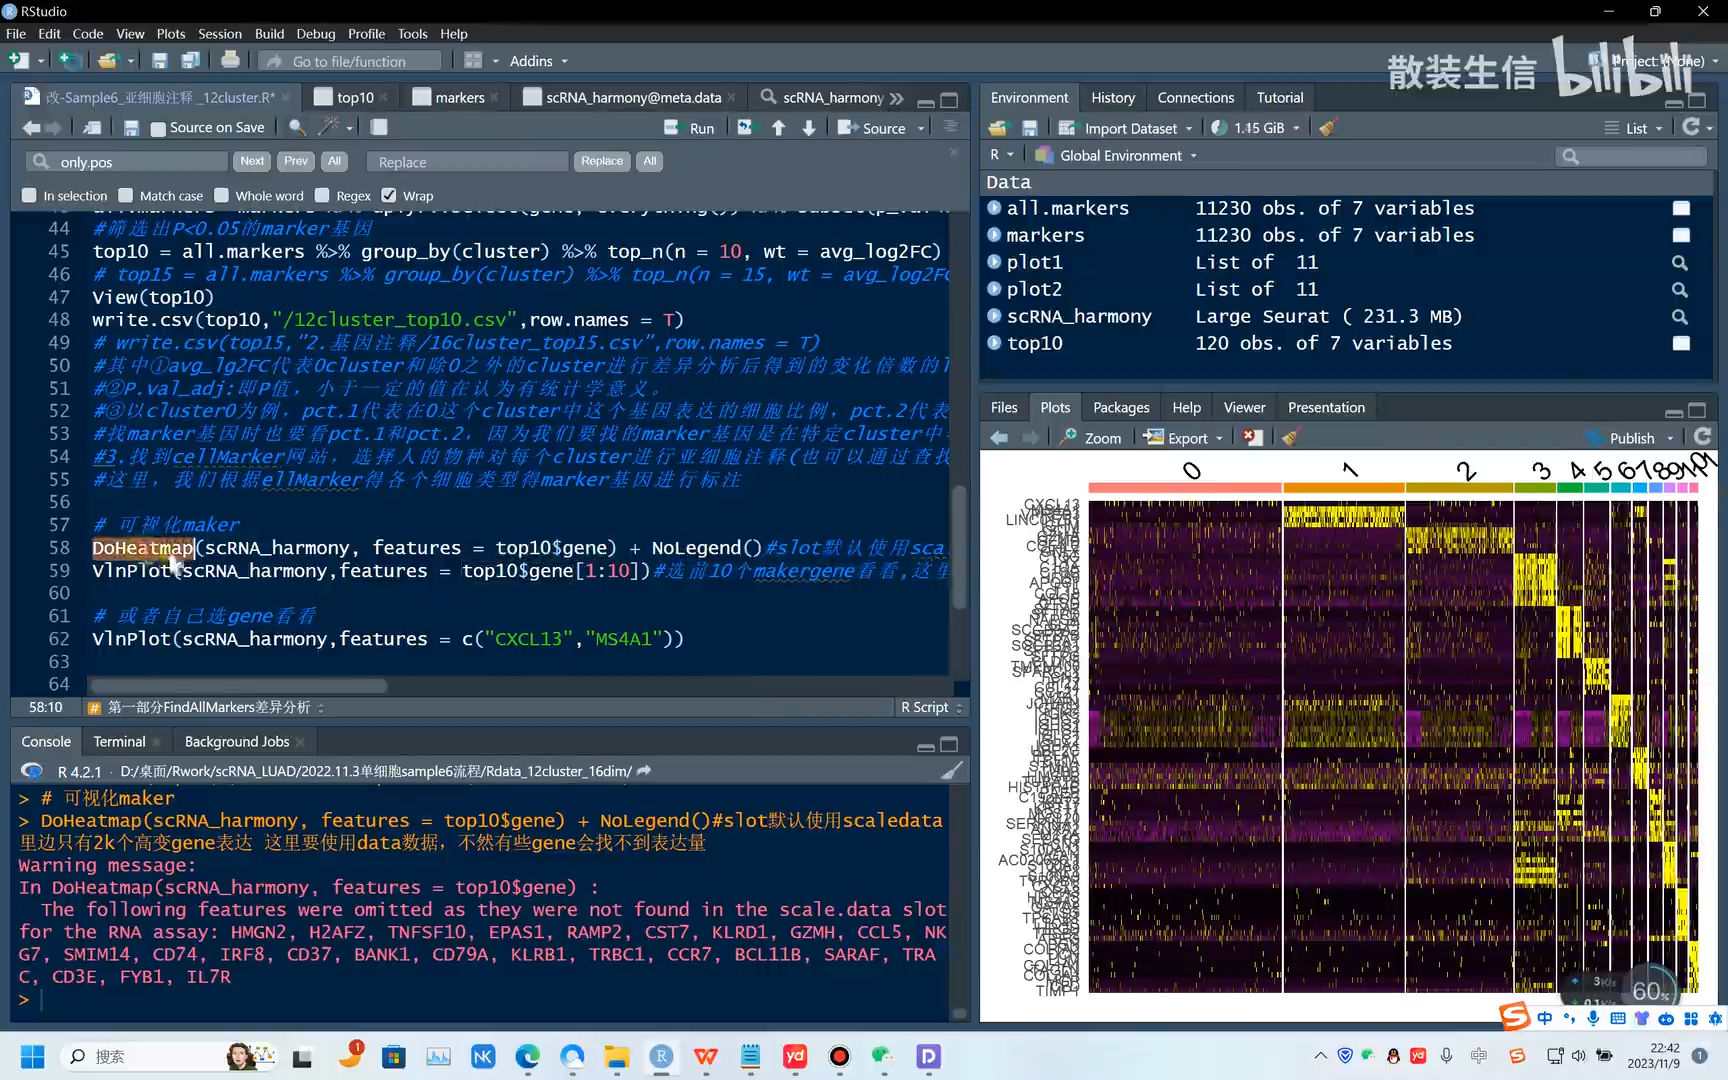 RStudio
File Edit Code View Plots Session Build Debug Profile Tools Help
Go to file/function Addins
散装生信 bilibili
Project: (None)
改-Sample6_亚细胞注释 _12cluster.R* top10 markers scRNA_harmony@meta.data scRNA_harmony
Source on Save Run Source
only.pos Next Prev All Replace Replace All
In selection Match case Whole word Regex Wrap
44 #筛选出P<0.05的marker基因
45 top10 = all.markers %>% group_by(cluster) %>% top_n(n = 10, wt = avg_log2FC)
46 # top15 = all.markers %>% group_by(Cluster) %>% top_n(n = 15, wt = avg_log2FC
47 View(top10)
48 write.csv(top10,"/12cluster_top10.csv",row.names = T)
49 # write.csv(top15,"2.基因注释/16cluster_top15.csv",row.names = T)
50 #其中①avg_lg2FC代表0cluster和除0之外的cluster进行差异分析后得到的变化倍数的l
51 #②P.val_adj:即P值, 小于一定的值在认为有统计学意义。
52 #③以cluster0为例, pct.1代表在0这个cluster中这个基因表达的细胞比例, pct.2代表
53 #找marker基因时也要看pct.1和pct.2, 因为我们要找的marker基因是在特定cluster中
54 #3.找到cellMarker网站, 选择人的物种对每个cluster进行亚细胞注释(也可以通过查找
55 #这里, 我们根据ellMarker得各个细胞类型得marker基因进行标注
56
57 # 可视化maker
58 DoHeatmap(scRNA_harmony, features = top10$gene) + NoLegend()#slot默认使用sca
59 VlnPlot(scRNA_harmony,features = top10$gene[1:10])#选前10个makergene看看,这里
60
61 # 或者自己选gene看看
62 VlnPlot(scRNA_harmony,features = c("CXCL13","MS4A1"))
63
64
58:10 第一部分FindAllMarkers差异分析 R Script
Console Terminal Background Jobs
R 4.2.1 · D:/桌面/Rwork/scRNA_LUAD/2022.11.3单细胞sample6流程/Rdata_12cluster_16dim/
> # 可视化maker
> DoHeatmap(scRNA_harmony, features = top10$gene) + NoLegend()#slot默认使用scaledata
里边只有2k个高变gene表达 这里要使用data数据, 不然有些gene会找不到表达量
Warning message:
In DoHeatmap(scRNA_harmony, features = top10$gene) :
The following features were omitted as they were not found in the scale.data slot
for the RNA assay: HMGN2, H2AFZ, TNFSF10, EPAS1, RAMP2, CST7, KLRD1, GZMH, CCL5, NK
G7, SMIM14, CD74, IRF8, CD37, BANK1, CD79A, KLRB1, TRBC1, CCR7, BCL11B, SARAF, TRA
C, CD3E, FYB1, IL7R
>
Environment History Connections Tutorial
Import Dataset 1.15 GiB List
R Global Environment
Data
all.markers 11230 obs. of 7 variables
markers 11230 obs. of 7 variables
plot1 List of 11
plot2 List of 11
scRNA_harmony Large Seurat ( 231.3 MB)
top10 120 obs. of 7 variables
Files Plots Packages Help Viewer Presentation
Zoom Export Publish
0 1 2 3 4 5 6 7 8 9
CXCL13
TIMP1
60%
中
搜索
22:42
2023/11/9